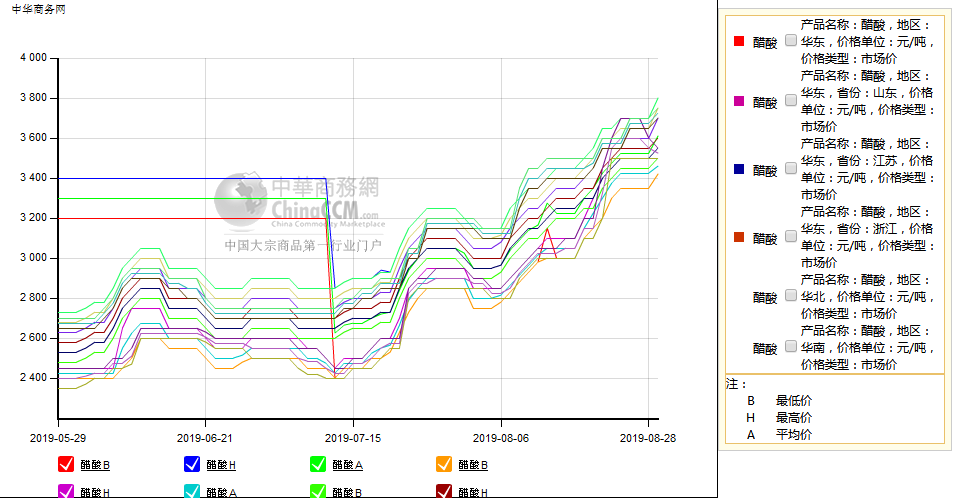 中华商务网
4 000
3 800
3 600
3 400
3 200
3 000
2 800
2 600
2 400
中華商務網
ChinaCCM.com
China Commodity Marketplace
中国大宗商品第一行业门户
2019-05-29 2019-06-21 2019-07-15 2019-08-06 2019-08-28
醋酸B 醋酸H 醋酸A 醋酸B
醋酸H 醋酸A 醋酸B 醋酸H
醋酸 产品名称：醋酸，地区：
华东，价格单位：元/吨，
价格类型：市场价
醋酸 产品名称：醋酸，地区：
华东，省份：山东，价格
单位：元/吨，价格类型：
市场价
醋酸 产品名称：醋酸，地区：
华东，省份：江苏，价格
单位：元/吨，价格类型：
市场价
醋酸 产品名称：醋酸，地区：
华东，省份：浙江，价格
单位：元/吨，价格类型：
市场价
醋酸 产品名称：醋酸，地区：
华北，价格单位：元/吨，
价格类型：市场价
醋酸 产品名称：醋酸，地区：
华南，价格单位：元/吨，
价格类型：市场价
注：
B 最低价
H 最高价
A 平均价